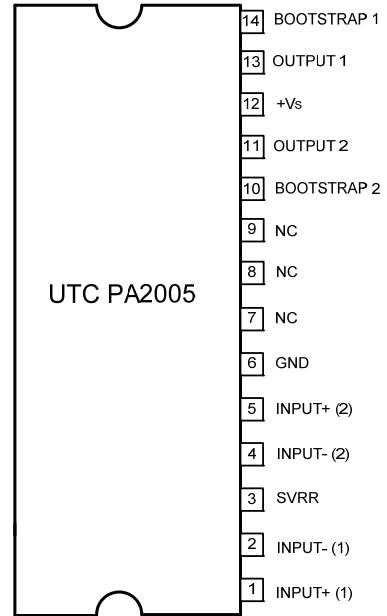 14 BOOTSTRAP 1
13 OUTPUT 1
12 +Vs
11 OUTPUT 2
10 BOOTSTRAP 2
9 NC
8 NC
UTC PA2005
7 NC
6 GND
5 INPUT+ (2)
4 INPUT- (2)
3 SVRR
2 INPUT- (1)
1 INPUT+ (1)